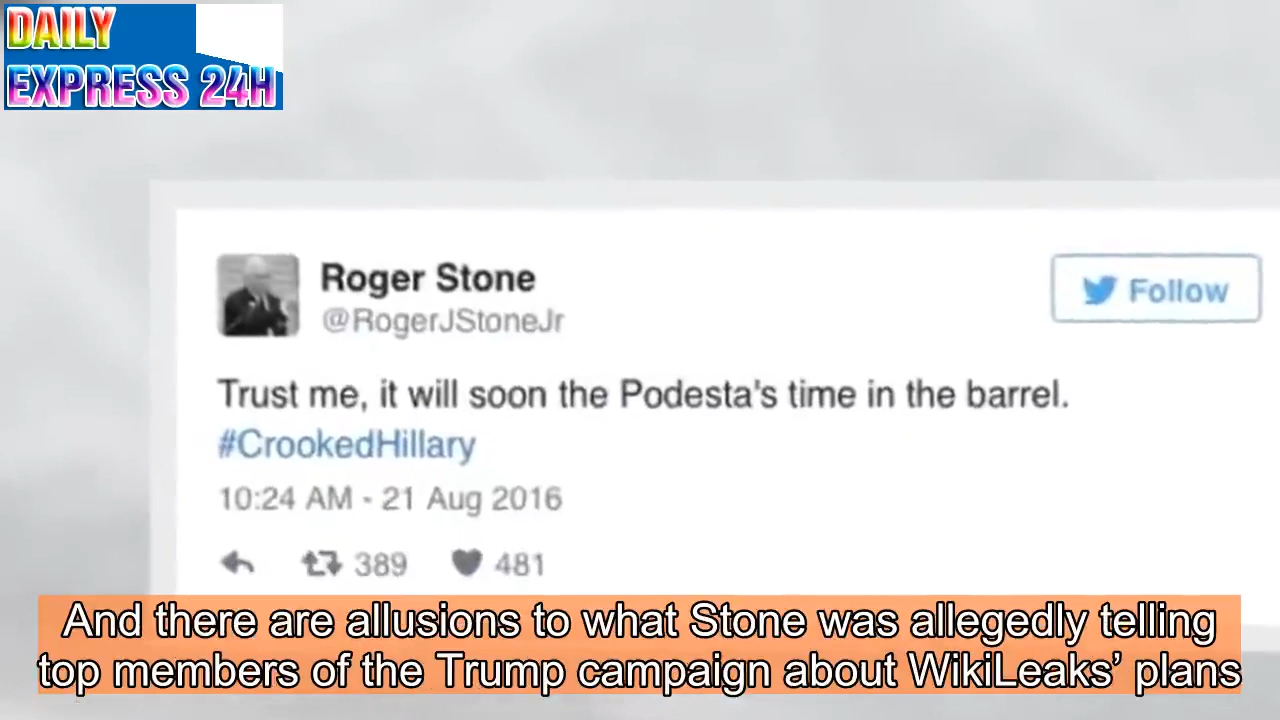 DAILY
EXPRESS 24H
Roger Stone
@RogerJStoneJr
Follow
Trust me, it will soon the Podesta's time in the barrel.
#CrookedHillary
10:24 AM - 21 Aug 2016
389 481
And there are allusions to what Stone was allegedly telling
top members of the Trump campaign about WikiLeaks’ plans